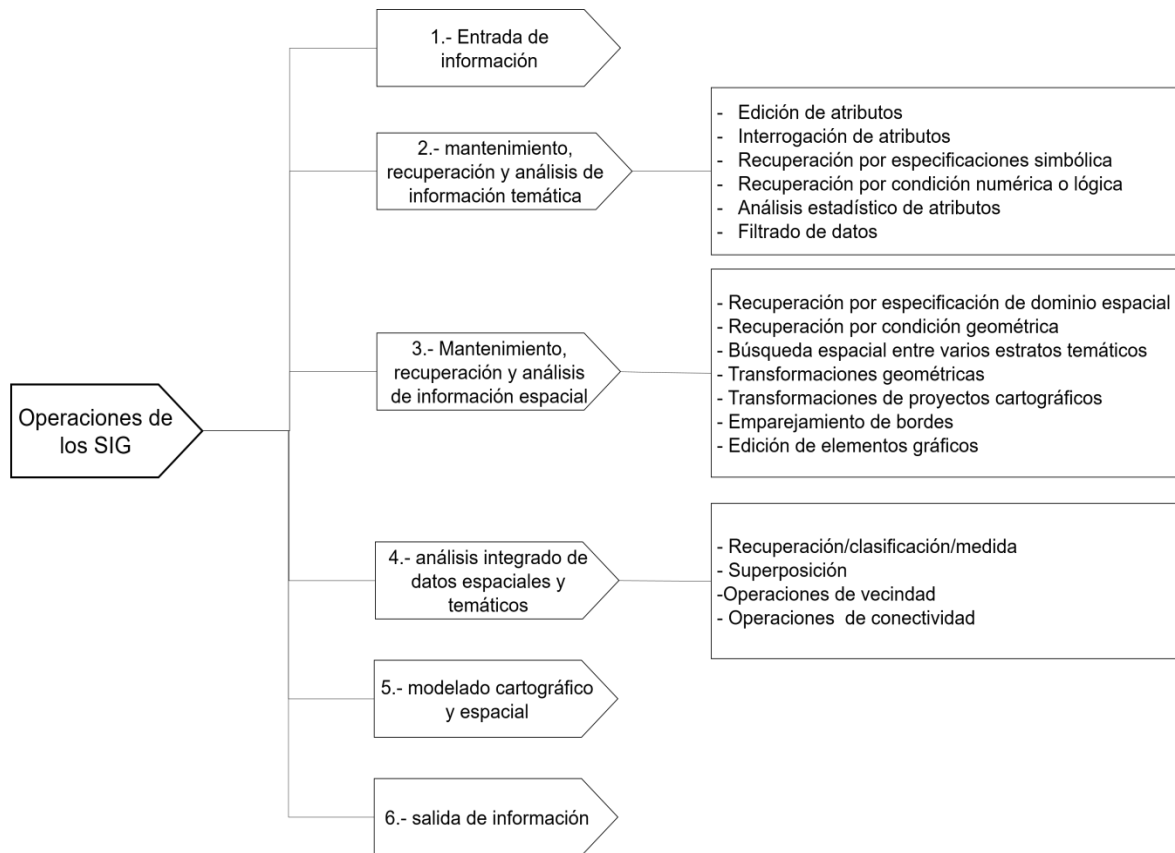 Operaciones de
los SIG
1.- Entrada de
información
2.- mantenimiento,
recuperación y análisis de
información temática
- Edición de atributos
- Interrogación de atributos
- Recuperación por especificaciones simbólica
- Recuperación por condición numérica o lógica
- Análisis estadístico de atributos
- Filtrado de datos
3.- Mantenimiento,
recuperación y análisis
de información espacial
- Recuperación por especificación de dominio espacial
- Recuperación por condición geométrica
- Búsqueda espacial entre varios estratos temáticos
- Transformaciones geométricas
- Transformaciones de proyectos cartográficos
- Emparejamiento de bordes
- Edición de elementos gráficos
4.- análisis integrado de
datos espaciales y
temáticos
- Recuperación/clasificación/medida
- Superposición
-Operaciones de vecindad
- Operaciones de conectividad
5.- modelado cartográfico
y espacial
6.- salida de información